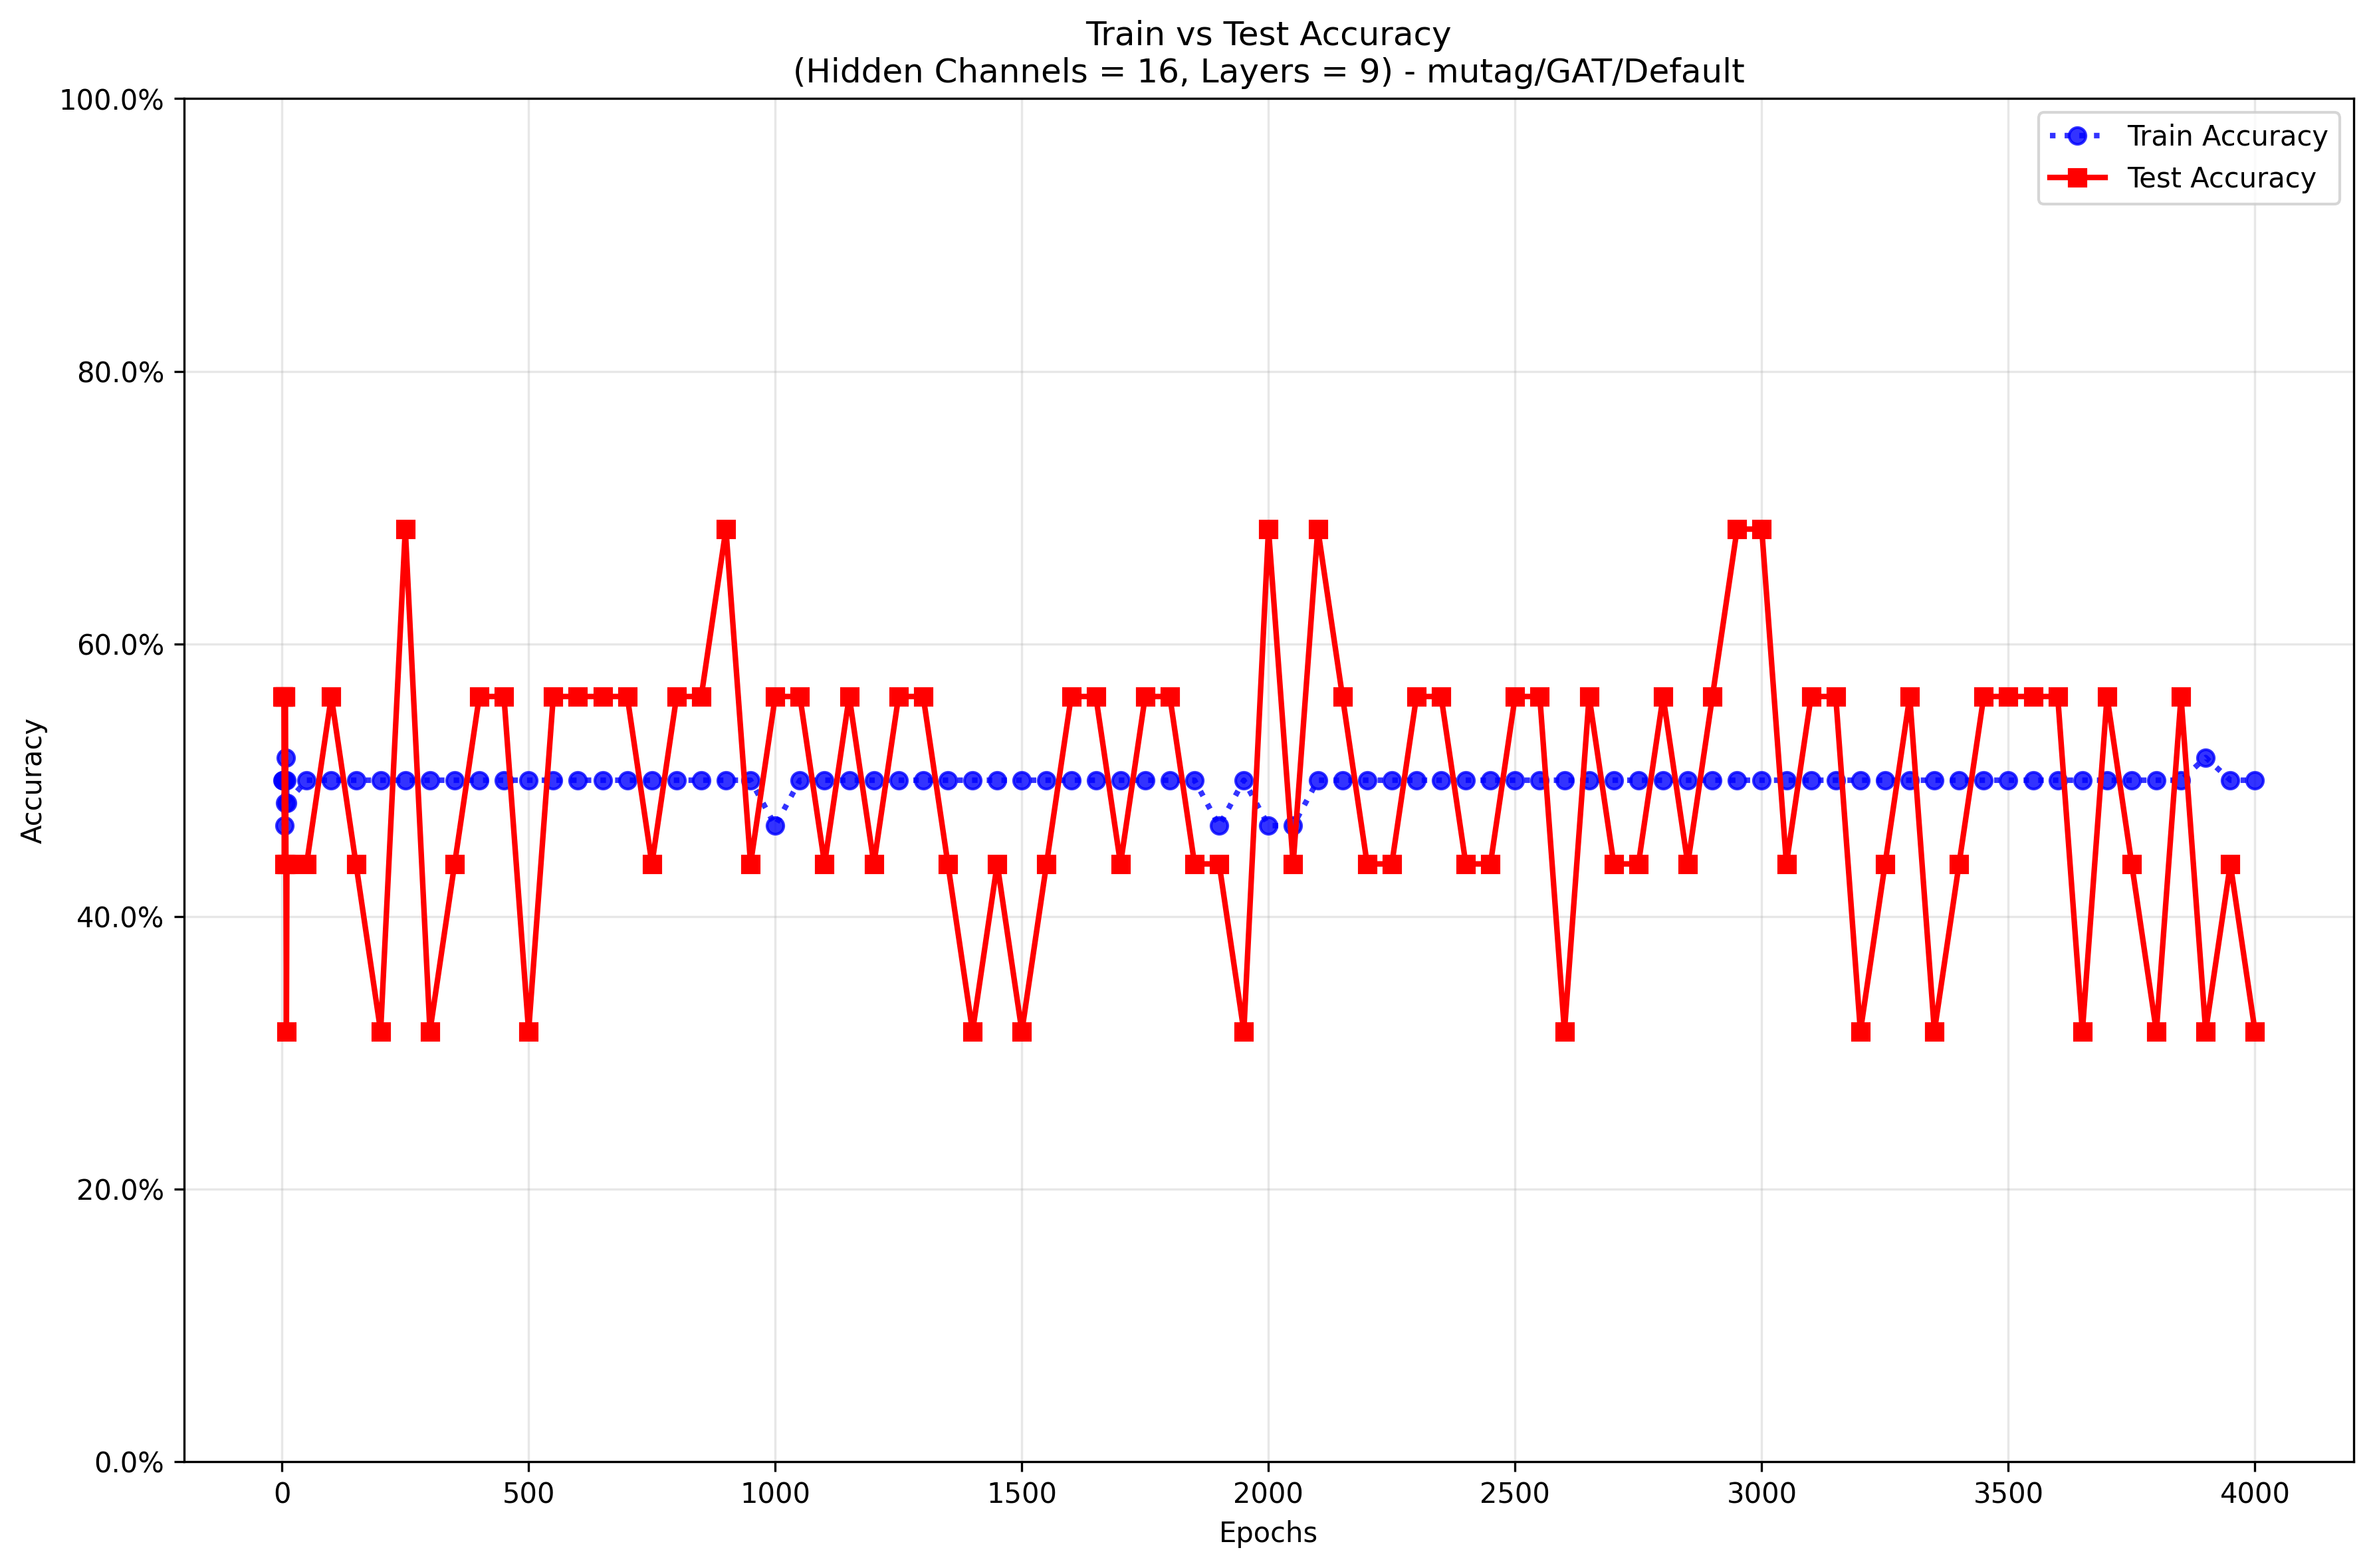 Train vs Test Accuracy
(Hidden Channels = 16, Layers = 9) - mutag/GAT/Default
Train Accuracy
Test Accuracy
Accuracy
100.0%
80.0%
60.0%
40.0%
20.0%
0.0%
0 500 1000 1500 2000 2500 3000 3500 4000
Epochs